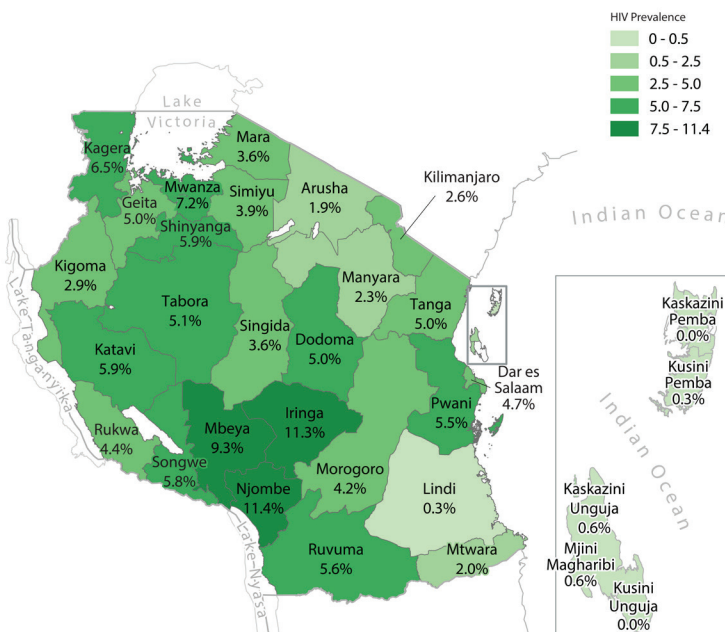 HIV Prevalence
0 - 0.5
0.5 - 2.5
2.5 - 5.0
5.0 - 7.5
7.5 - 11.4
Lake
Victoria
Kagera
6.5%
Mara
3.6%
Mwanza
7.2%
Simiyu
3.9%
Arusha
1.9%
Kilimanjaro
2.6%
Geita
5.0%
Shinyanga
5.9%
Indian Ocean
Kigoma
2.9%
Manyara
2.3%
Tabora
5.1%
Tanga
5.0%
Singida
3.6%
Dodoma
5.0%
Katavi
5.9%
Lake Tanganyika
Dar es
Salaam
4.7%
Pwani
5.5%
Rukwa
4.4%
Mbeya
9.3%
Iringa
11.3%
Songwe
5.8%
Njombe
11.4%
Morogoro
4.2%
Lindi
0.3%
Ruvuma
5.6%
Mtwara
2.0%
Lake Nyasa
Kaskazini
Pemba
0.0%
Kusini
Pemba
0.3%
Indian Ocean
Kaskazini
Unguja
0.6%
Mjini
Magharibi
0.6%
Kusini
Unguja
0.0%